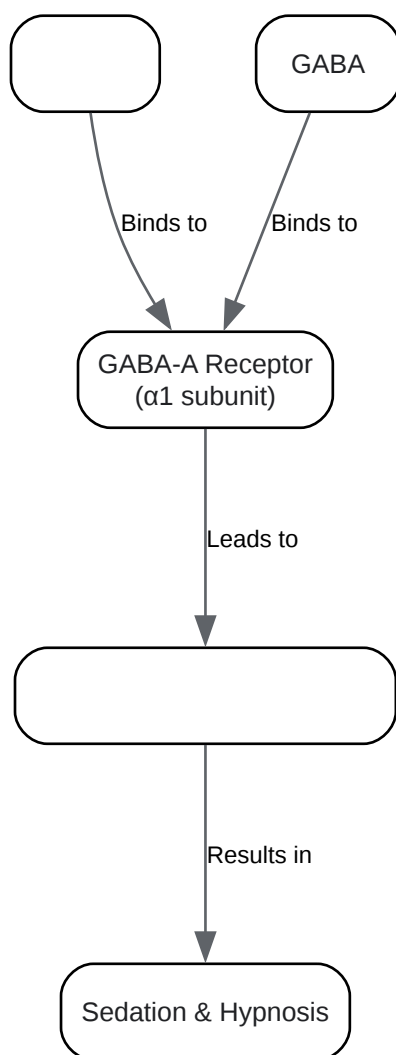 GABA
Binds to
Binds to
GABA-A Receptor
(α1 subunit)
Leads to
Results in
Sedation & Hypnosis